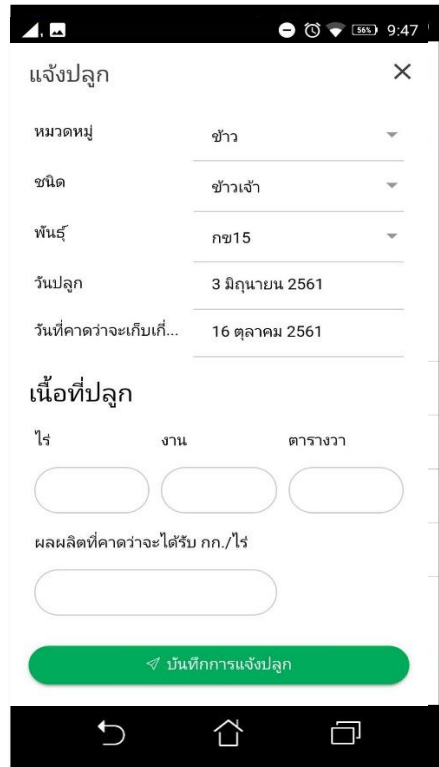 56% 9:47
แจ้งปลูก
หมวดหมู่ ข้าว
ชนิด ข้าวเจ้า
พันธุ์ กข15
วันปลูก 3 มิถุนายน 2561
วันที่คาดว่าจะเก็บเกี่... 16 ตุลาคม 2561
เนื้อที่ปลูก
ไร่ งาน ตารางวา
ผลผลิตที่คาดว่าจะได้รับ กก./ไร่
บันทึกการแจ้งปลูก